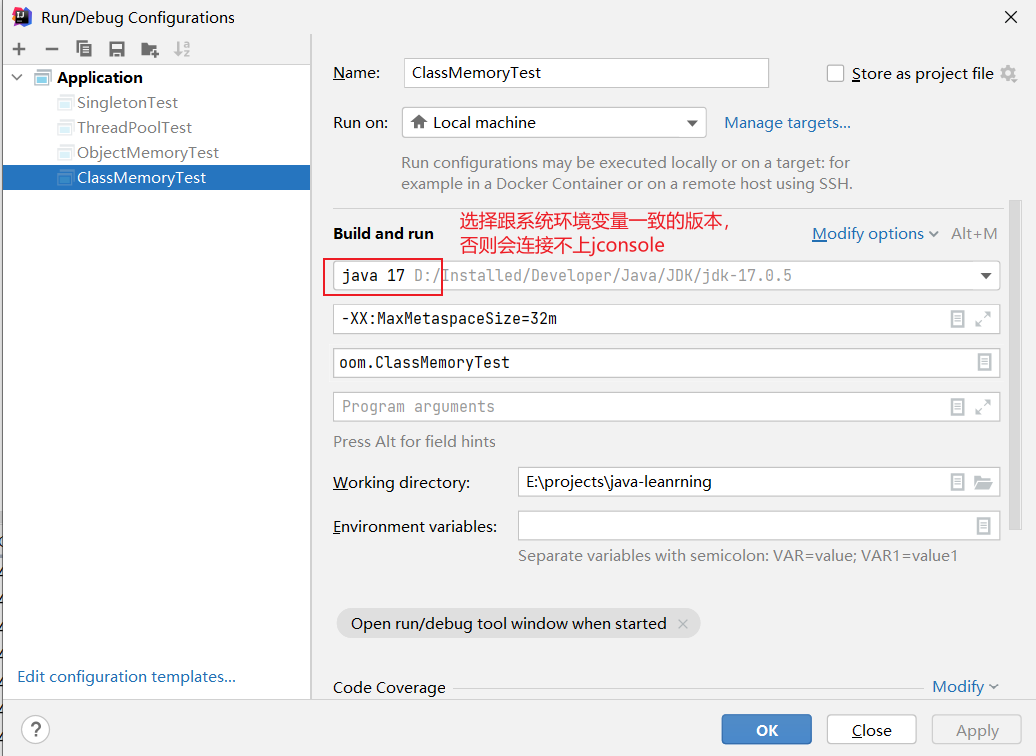 Run/Debug Configurations
Application
SingletonTest
ThreadPoolTest
ObjectMemoryTest
ClassMemoryTest
Edit configuration templates...
Name: ClassMemoryTest Store as project file
Run on: Local machine Manage targets...
Run configurations may be executed locally or on a target: for
example in a Docker Container or on a remote host using SSH.
选择跟系统环境变量一致的版本，
否则会连接不上jconsole
Build and run Modify options Alt+M
java 17 D:/Installed/Developer/Java/JDK/jdk-17.0.5
-XX:MaxMetaspaceSize=32m
oom.ClassMemoryTest
Program arguments
Press Alt for field hints
Working directory: E:\projects\java-leanrning
Environment variables:
Separate variables with semicolon: VAR=value; VAR1=value1
Open run/debug tool window when started
Code Coverage Modify
? OK Close Apply